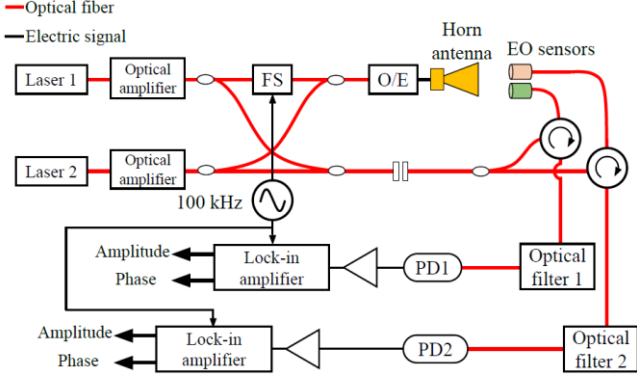 Optical fiber
Electric signal
Horn
antenna
EO sensors
Laser 1
Optical
amplifier
FS
O/E
Laser 2
Optical
amplifier
100 kHz
Amplitude
Phase
Lock-in
amplifier
PD1
Optical
filter 1
Amplitude
Phase
Lock-in
amplifier
PD2
Optical
filter 2